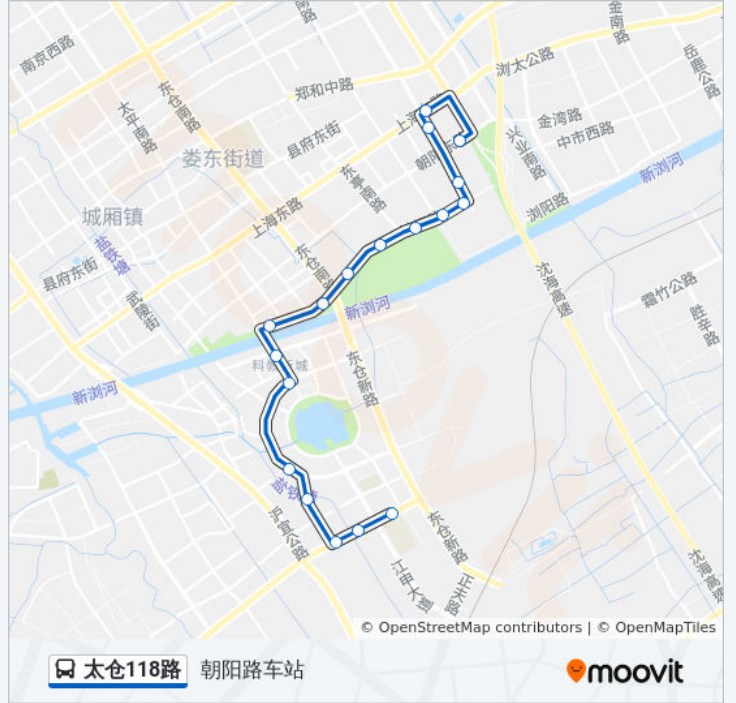 南京西路
路
金南路
浏太公路
岳鹿公路
太平南路
东仓南路
郑和中路
上海
路
金湾路
中市西路
县府东街
娄东街道
朝阳东
兴业南路
新浏河
东亭南路
浏阳路
城厢镇
上海东路
盐铁塘
县府东街
东仓南路
沈海高速
霜竹公路
武陵街
新浏河
胜辛路
科教新城
东仓新路
新浏河
盐铁塘
沪宜公路
东仓新路
江申大道
正夫路
沈海高速
© OpenStreetMap contributors | © OpenMapTiles
太仓118路 朝阳路车站
moovit